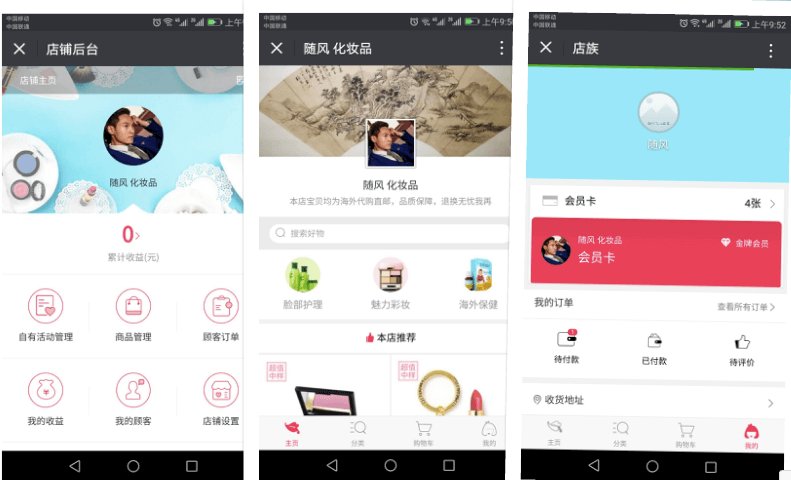 中国移动
中国联通
上午9
店铺后台
店铺主页
随风 化妆品
0
累计收益(元)
自有活动管理
商品管理
顾客订单
我的收益
我的顾客
店铺设置
中国移动
中国联通
上午9:5
随风 化妆品
随风 化妆品
本店宝贝均为海外代购直邮，品质保障，退换无忧我再
搜索好物
脸部护理
魅力彩妆
海外保健
本店推荐
超值
中样
超值
中样
主页
分类
购物车
我的
中国移动
中国联通
上午9:52
店族
随风
会员卡
4张
随风 化妆品
会员卡
金牌会员
我的订单
查看所有订单
1
待付款
已付款
待评价
收货地址
主页
分类
购物车
我的